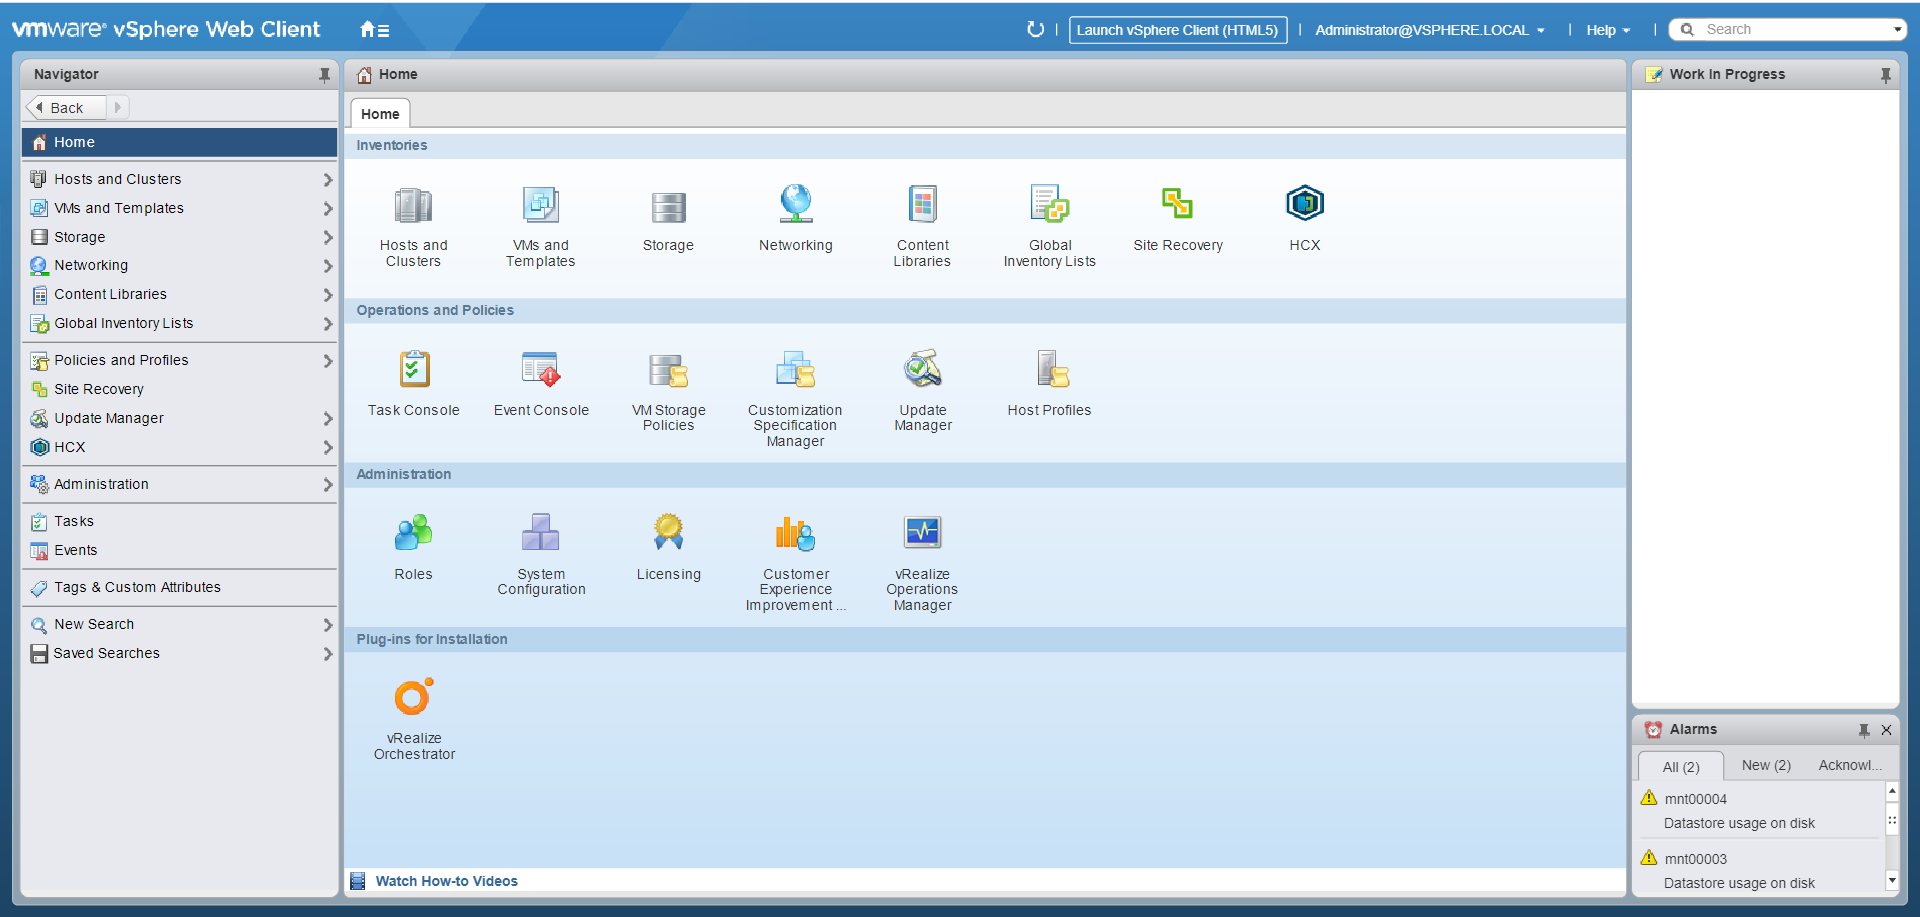 vmware® vSphere Web Client
Launch vSphere Client (HTML5)
Administrator@VSPHERE.LOCAL
Help
Search
Navigator
Back
Home
Hosts and Clusters
VMs and Templates
Storage
Networking
Content Libraries
Global Inventory Lists
Policies and Profiles
Site Recovery
Update Manager
HCX
Administration
Tasks
Events
Tags & Custom Attributes
New Search
Saved Searches
Home
Home
Inventories
Hosts and
Clusters
VMs and
Templates
Storage
Networking
Content
Libraries
Global
Inventory Lists
Site Recovery
HCX
Operations and Policies
Task Console
Event Console
VM Storage
Policies
Customization
Specification
Manager
Update
Manager
Host Profiles
Administration
Roles
System
Configuration
Licensing
Customer
Experience
Improvement ...
vRealize
Operations
Manager
Plug-ins for Installation
vRealize
Orchestrator
Watch How-to Videos
Work In Progress
Alarms
All (2)
New (2)
Acknowl...
mnt00004
Datastore usage on disk
mnt00003
Datastore usage on disk